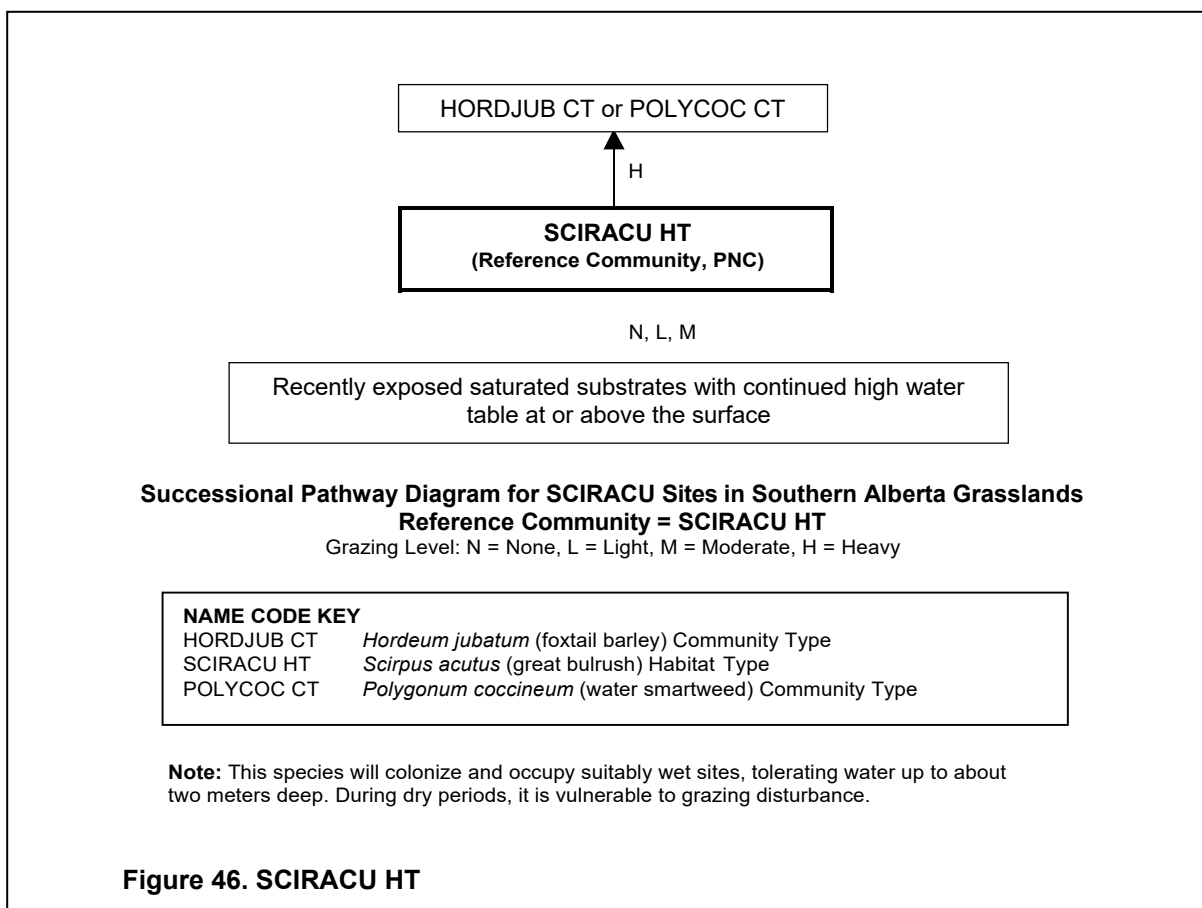 HORDJUB CT or POLYCOC CT
H
SCIRACU HT
(Reference Community, PNC)
N, L, M
Recently exposed saturated substrates with continued high water
table at or above the surface
Successional Pathway Diagram for SCIRACU Sites in Southern Alberta Grasslands
Reference Community = SCIRACU HT
Grazing Level: N = None, L = Light, M = Moderate, H = Heavy
NAME CODE KEY
HORDJUB CT Hordeum jubatum (foxtail barley) Community Type
SCIRACU HT Scirpus acutus (great bulrush) Habitat Type
POLYCOC CT Polygonum coccineum (water smartweed) Community Type
Note: This species will colonize and occupy suitably wet sites, tolerating water up to about
two meters deep. During dry periods, it is vulnerable to grazing disturbance.
Figure 46. SCIRACU HT